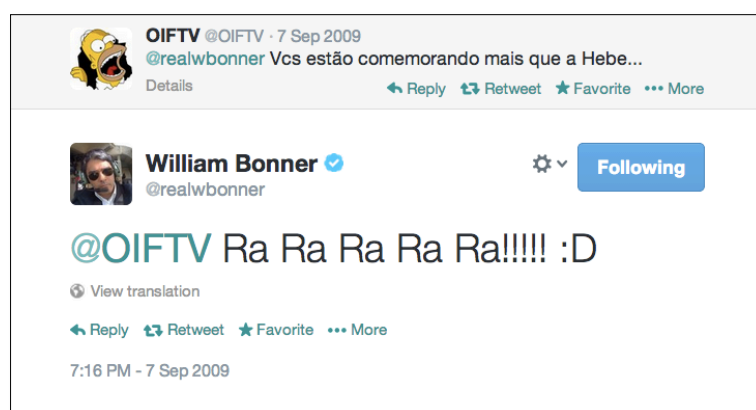 OIFTV @OIFTV · 7 Sep 2009
@realwbonner Vcs estão comemorando mais que a Hebe...
Details Reply Retweet Favorite More
William Bonner Following
@realwbonner
@OIFTV Ra Ra Ra Ra Ra!!!!! :D
View translation
Reply Retweet Favorite More
7:16 PM - 7 Sep 2009